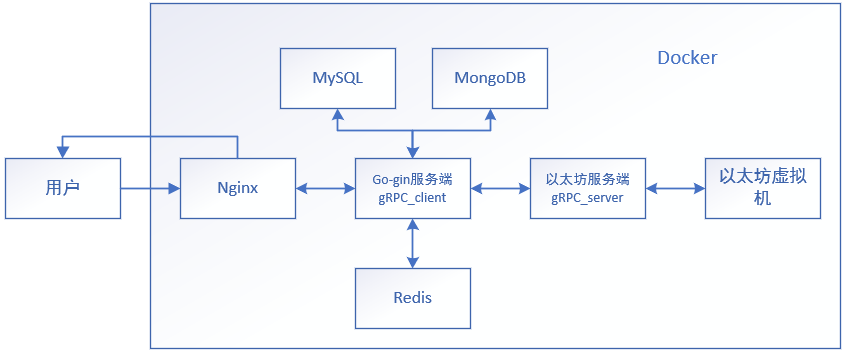 Docker
MySQL
MongoDB
用户
Nginx
Go-gin服务端
gRPC_client
以太坊服务端
gRPC_server
以太坊虚拟
机
Redis